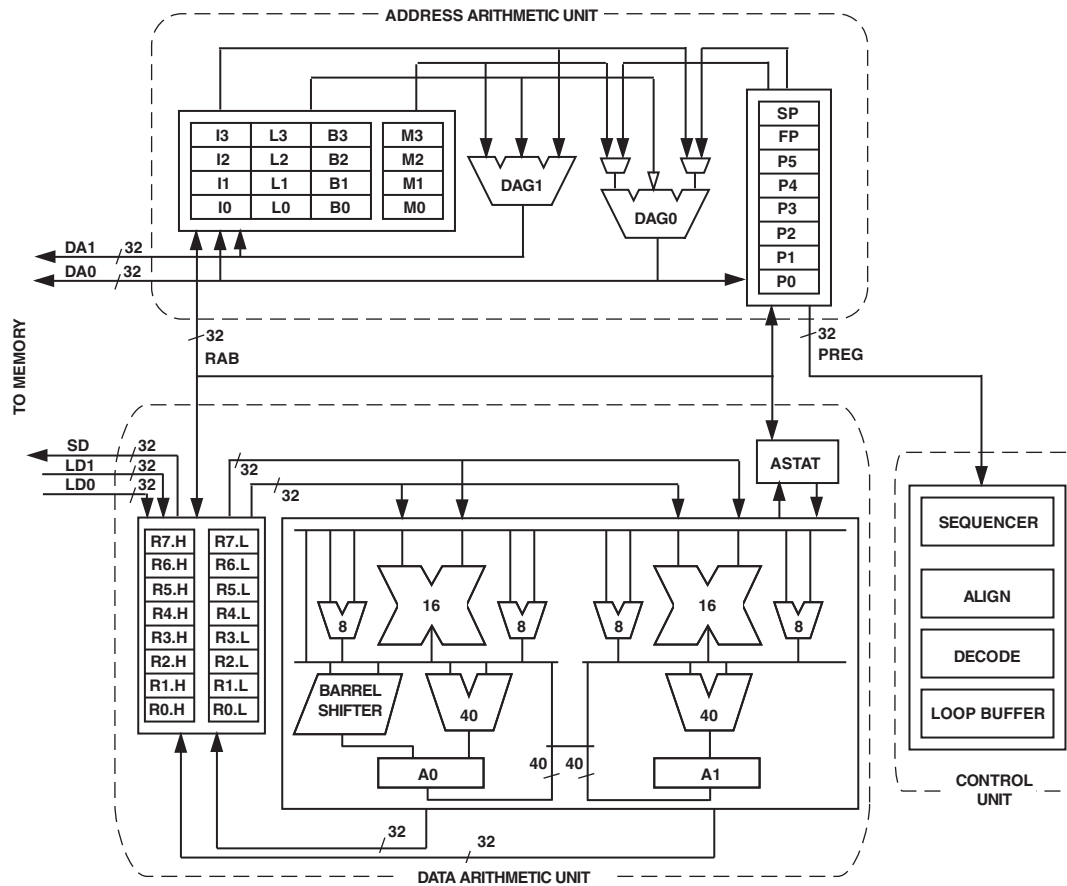 ADDRESS ARITHMETIC UNIT
SP
FP
P5
P4
P3
P2
P1
P0
I3 L3 B3 M3
I2 L2 B2 M2
I1 L1 B1 M1
I0 L0 B0 M0
DAG1
DAG0
DA1 32
DA0 32
32
RAB
32
PREG
TO MEMORY
SD 32
LD1 32
LD0 32
32
32
ASTAT
R7.H R7.L
R6.H R6.L
R5.H R5.L
R4.H R4.L
R3.H R3.L
R2.H R2.L
R1.H R1.L
R0.H R0.L
16
8
8
16
8
8
BARREL
SHIFTER
40
40
A0
40
40
A1
32
32
DATA ARITHMETIC UNIT
SEQUENCER
ALIGN
DECODE
LOOP BUFFER
CONTROL
UNIT